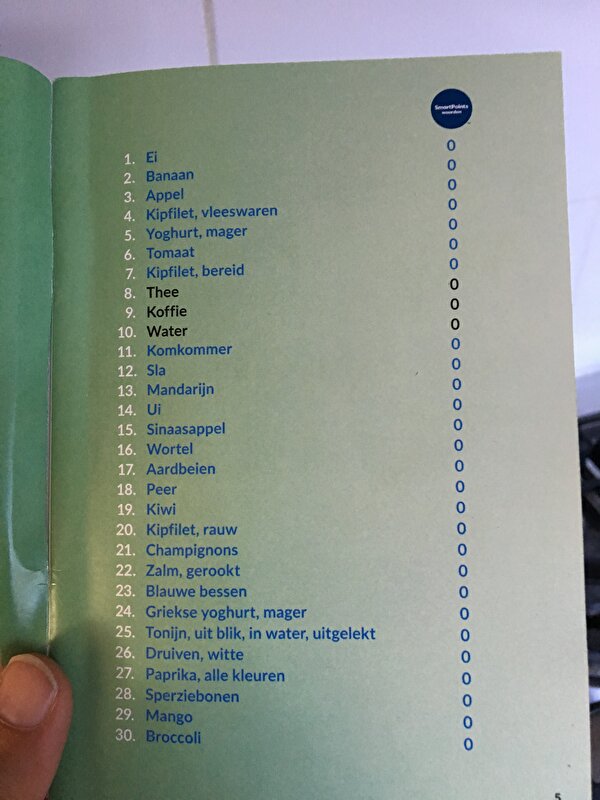 SmartPoints
waarden
1. Ei 0
2. Banaan 0
3. Appel 0
4. Kipfilet, vleeswaren 0
5. Yoghurt, mager 0
6. Tomaat 0
7. Kipfilet, bereid 0
8. Thee 0
9. Koffie 0
10. Water 0
11. Komkommer 0
12. Sla 0
13. Mandarijn 0
14. Ui 0
15. Sinaasappel 0
16. Wortel 0
17. Aardbeien 0
18. Peer 0
19. Kiwi 0
20. Kipfilet, rauw 0
21. Champignons 0
22. Zalm, gerookt 0
23. Blauwe bessen 0
24. Griekse yoghurt, mager 0
25. Tonijn, uit blik, in water, uitgelekt 0
26. Druiven, witte 0
27. Paprika, alle kleuren 0
28. Sperziebonen 0
29. Mango 0
30. Broccoli 0
5